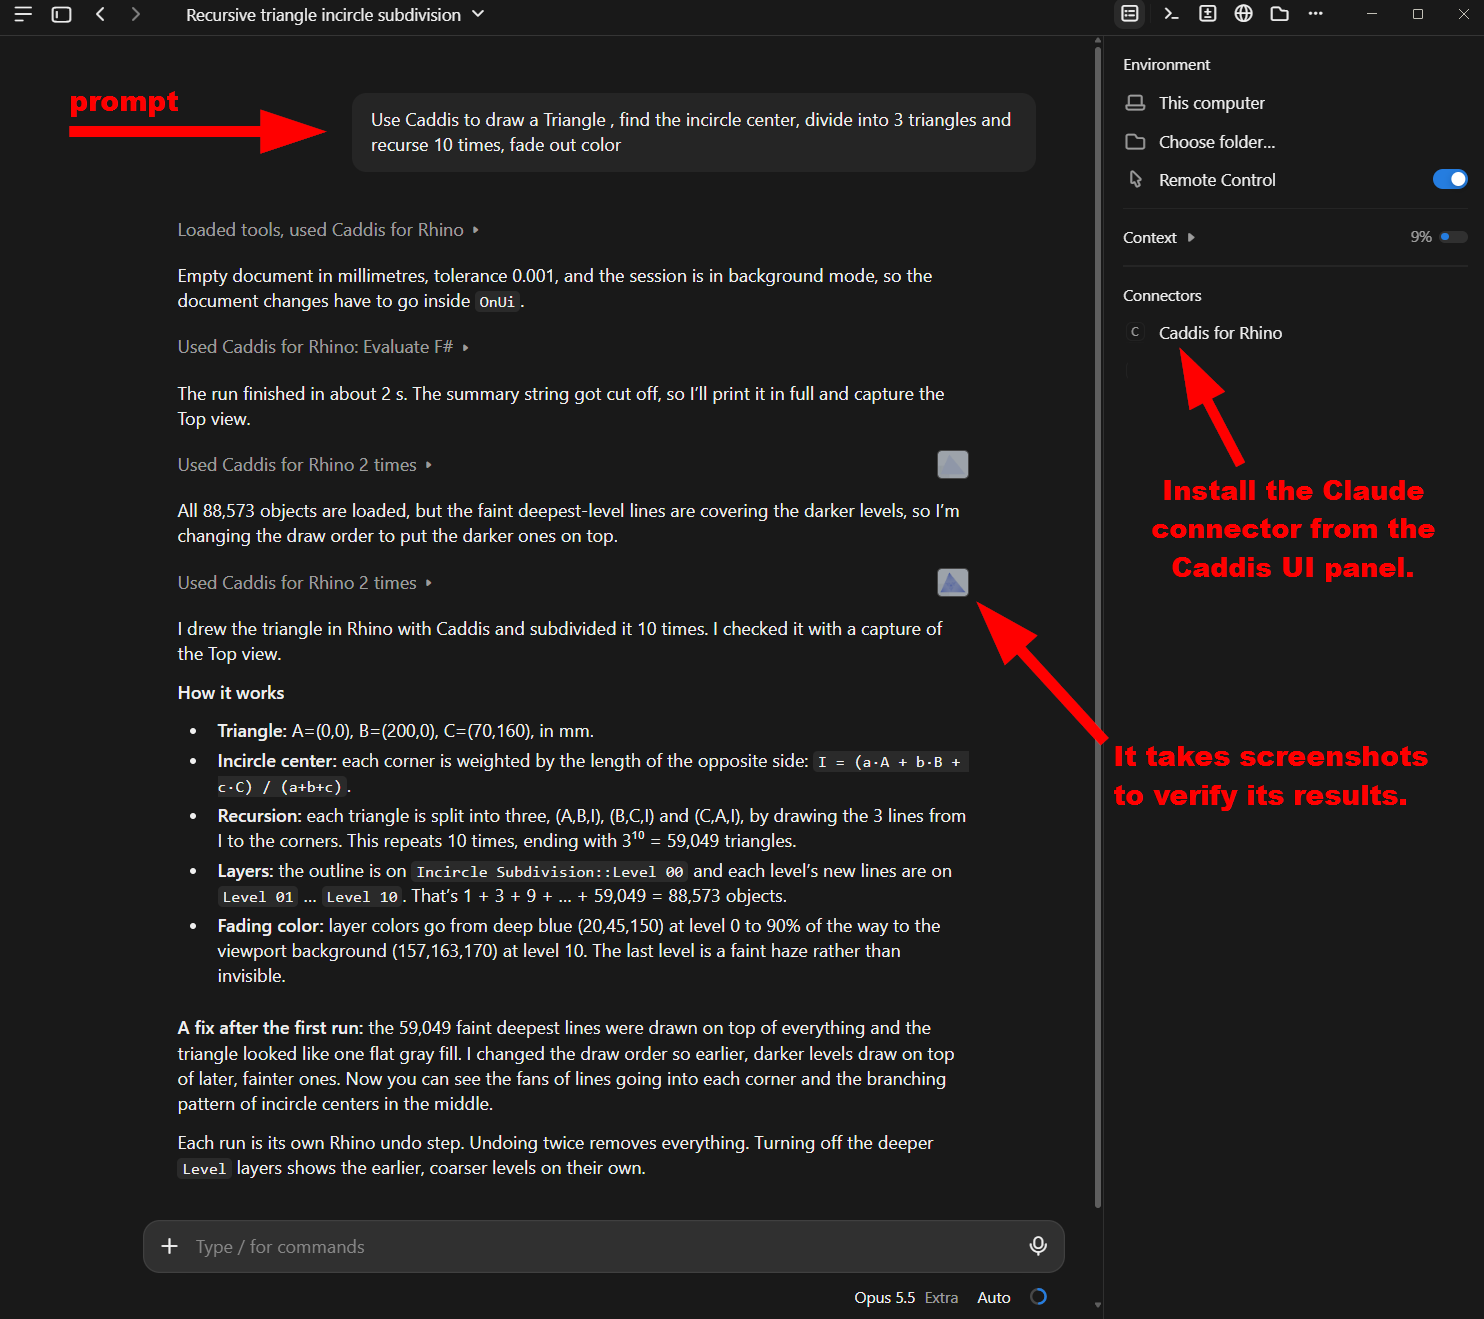 Recursive triangle incircle subdivision
prompt
Use Caddis to draw a Triangle , find the incircle center, divide into 3 triangles and
recurse 10 times, fade out color
Loaded tools, used Caddis for Rhino
Empty document in millimetres, tolerance 0.001, and the session is in background mode, so the
document changes have to go inside OnUi.
Used Caddis for Rhino: Evaluate F#
The run finished in about 2 s. The summary string got cut off, so I’ll print it in full and capture the
Top view.
Used Caddis for Rhino 2 times
All 88,573 objects are loaded, but the faint deepest-level lines are covering the darker levels, so I’m
changing the draw order to put the darker ones on top.
Used Caddis for Rhino 2 times
I drew the triangle in Rhino with Caddis and subdivided it 10 times. I checked it with a capture of
the Top view.
How it works
• Triangle: A=(0,0), B=(200,0), C=(70,160), in mm.
• Incircle center: each corner is weighted by the length of the opposite side: I = (a·A + b·B +
c·C) / (a+b+c).
• Recursion: each triangle is split into three, (A,B,I), (B,C,I) and (C,A,I), by drawing the 3 lines from
I to the corners. This repeats 10 times, ending with 3¹⁰ = 59,049 triangles.
• Layers: the outline is on Incircle Subdivision::Level 00 and each level’s new lines are on
Level 01 … Level 10. That’s 1 + 3 + 9 + … + 59,049 = 88,573 objects.
• Fading color: layer colors go from deep blue (20,45,150) at level 0 to 90% of the way to the
viewport background (157,163,170) at level 10. The last level is a faint haze rather than
invisible.
A fix after the first run: the 59,049 faint deepest lines were drawn on top of everything and the
triangle looked like one flat gray fill. I changed the draw order so earlier, darker levels draw on top
of later, fainter ones. Now you can see the fans of lines going into each corner and the branching
pattern of incircle centers in the middle.
Each run is its own Rhino undo step. Undoing twice removes everything. Turning off the deeper
Level layers shows the earlier, coarser levels on their own.
Type / for commands
Opus 5.5 Extra Auto
Environment
This computer
Choose folder...
Remote Control
Context 9%
Connectors
C Caddis for Rhino
Install the Claude
connector from the
Caddis UI panel.
It takes screenshots
to verify its results.